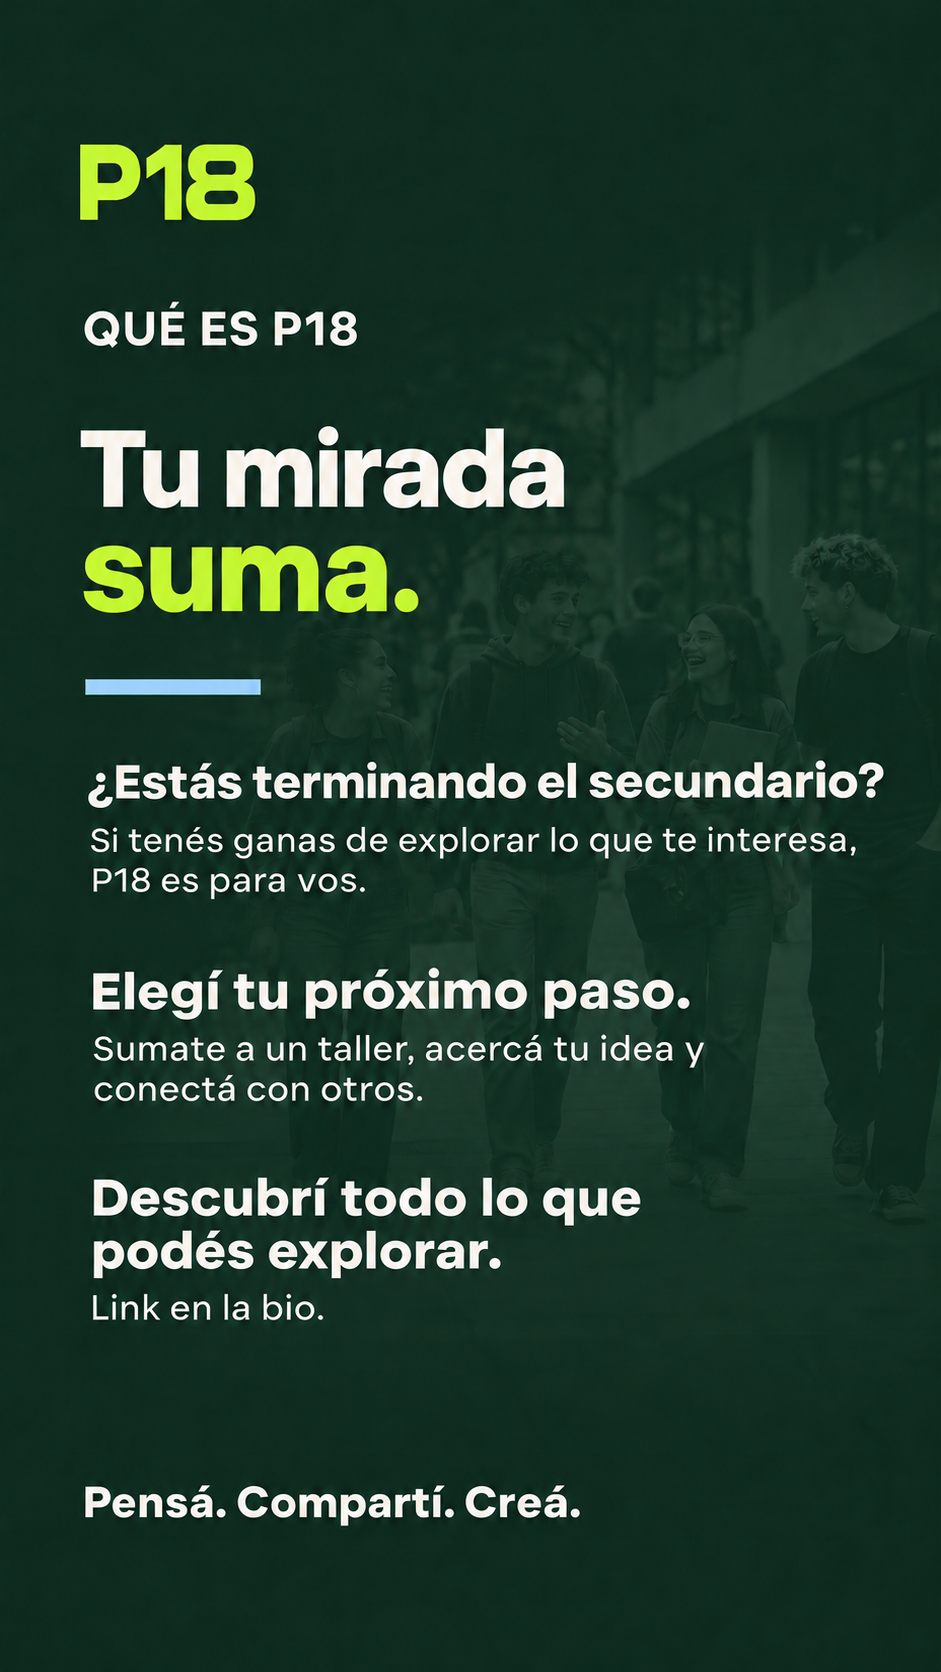 P18
QUÉ ES P18
Tu mirada
suma.
¿Estás terminando el secundario?
Si tenés ganas de explorar lo que te interesa,
P18 es para vos.
Elegí tu próximo paso.
Sumate a un taller, acercá tu idea y
conectá con otros.
Descubrí todo lo que
podés explorar.
Link en la bio.
Pensá. Compartí. Creá.